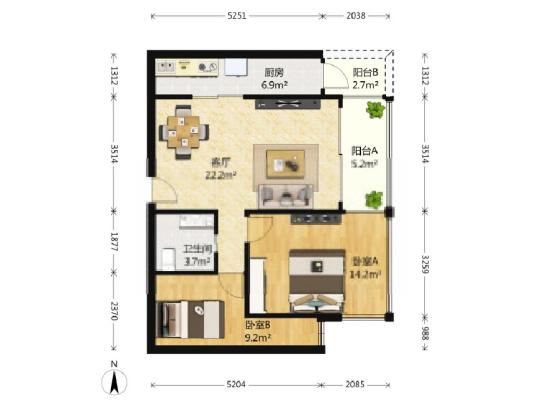 5251
2038
1312
厨房
6.9m²
阳台B
2.7m²
1312
3514
客厅
22.2m²
阳台A
5.2m²
3514
1877
卫生间
3.7m²
卧室A
14.2m²
3259
2370
卧室B
9.2m²
988
N
5204
2085